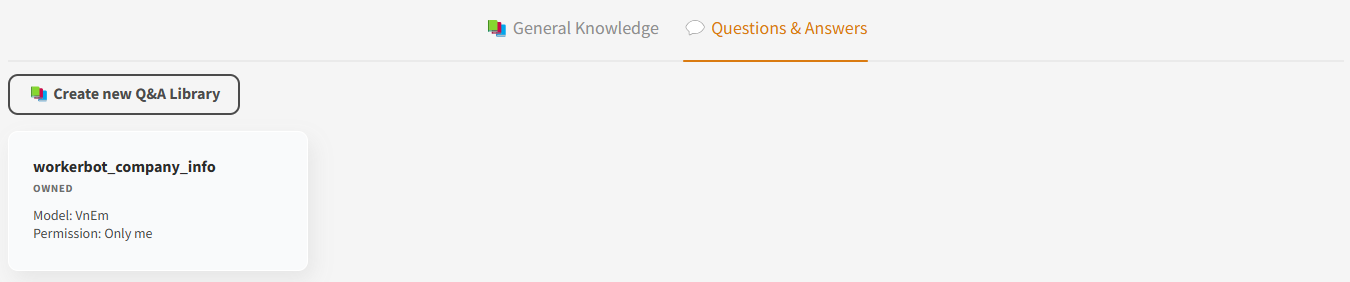 General Knowledge
Questions & Answers
Create new Q&A Library
workerbot_company_info
OWNED
Model: VnEm
Permission: Only me